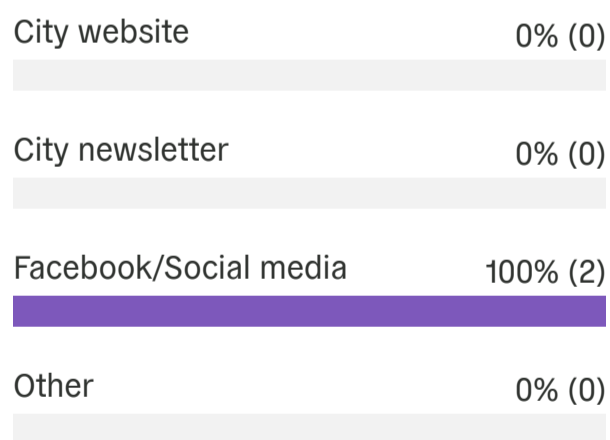 City website 0% (0)
City newsletter 0% (0)
Facebook/Social media 100% (2)
Other 0% (0)